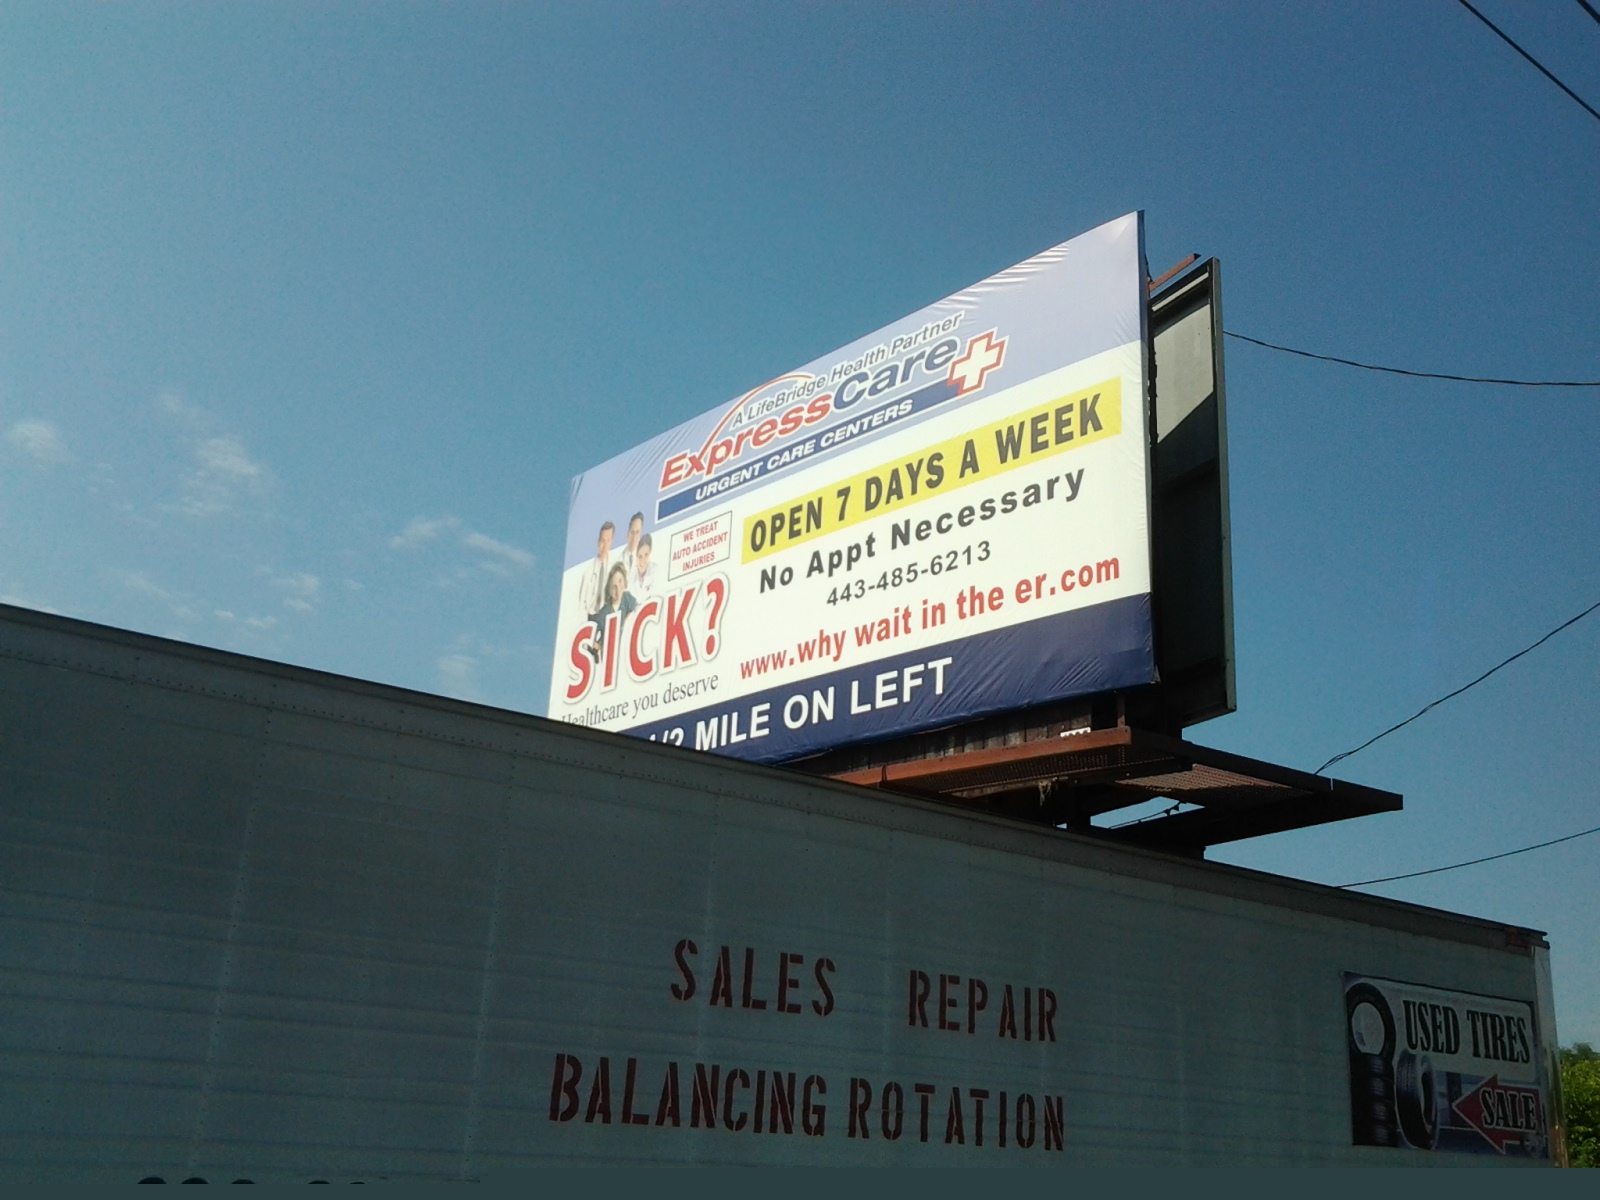 A LifeBridge Health Partner
ExpressCare
URGENT CARE CENTERS
WE TREAT
AUTO ACCIDENT
INJURIES
SICK?
Healthcare you deserve
OPEN 7 DAYS A WEEK
No Appt Necessary
443-485-6213
www.why wait in the er.com
1/2 MILE ON LEFT
SALES REPAIR
BALANCING ROTATION
USED TIRES
SALE